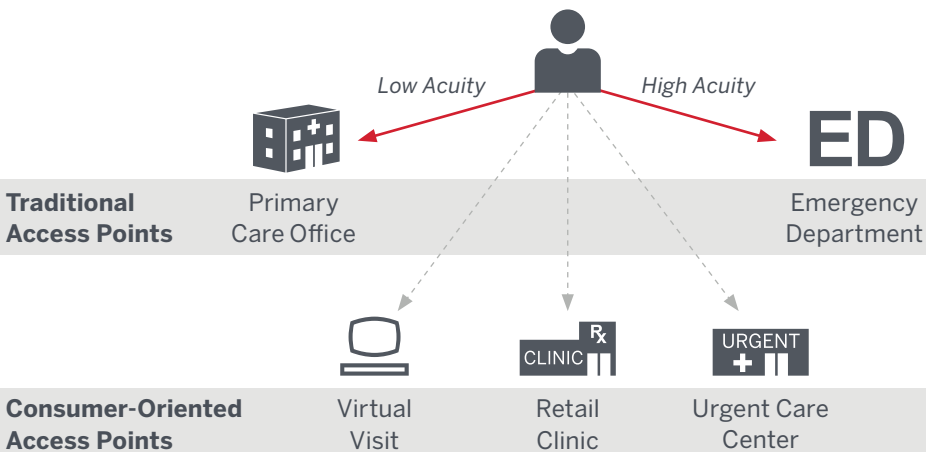 Low Acuity
High Acuity
ED
Traditional
Access Points
Primary
Care Office
Emergency
Department
CLINIC
Rx
URGENT
Consumer-Oriented
Access Points
Virtual
Visit
Retail
Clinic
Urgent Care
Center